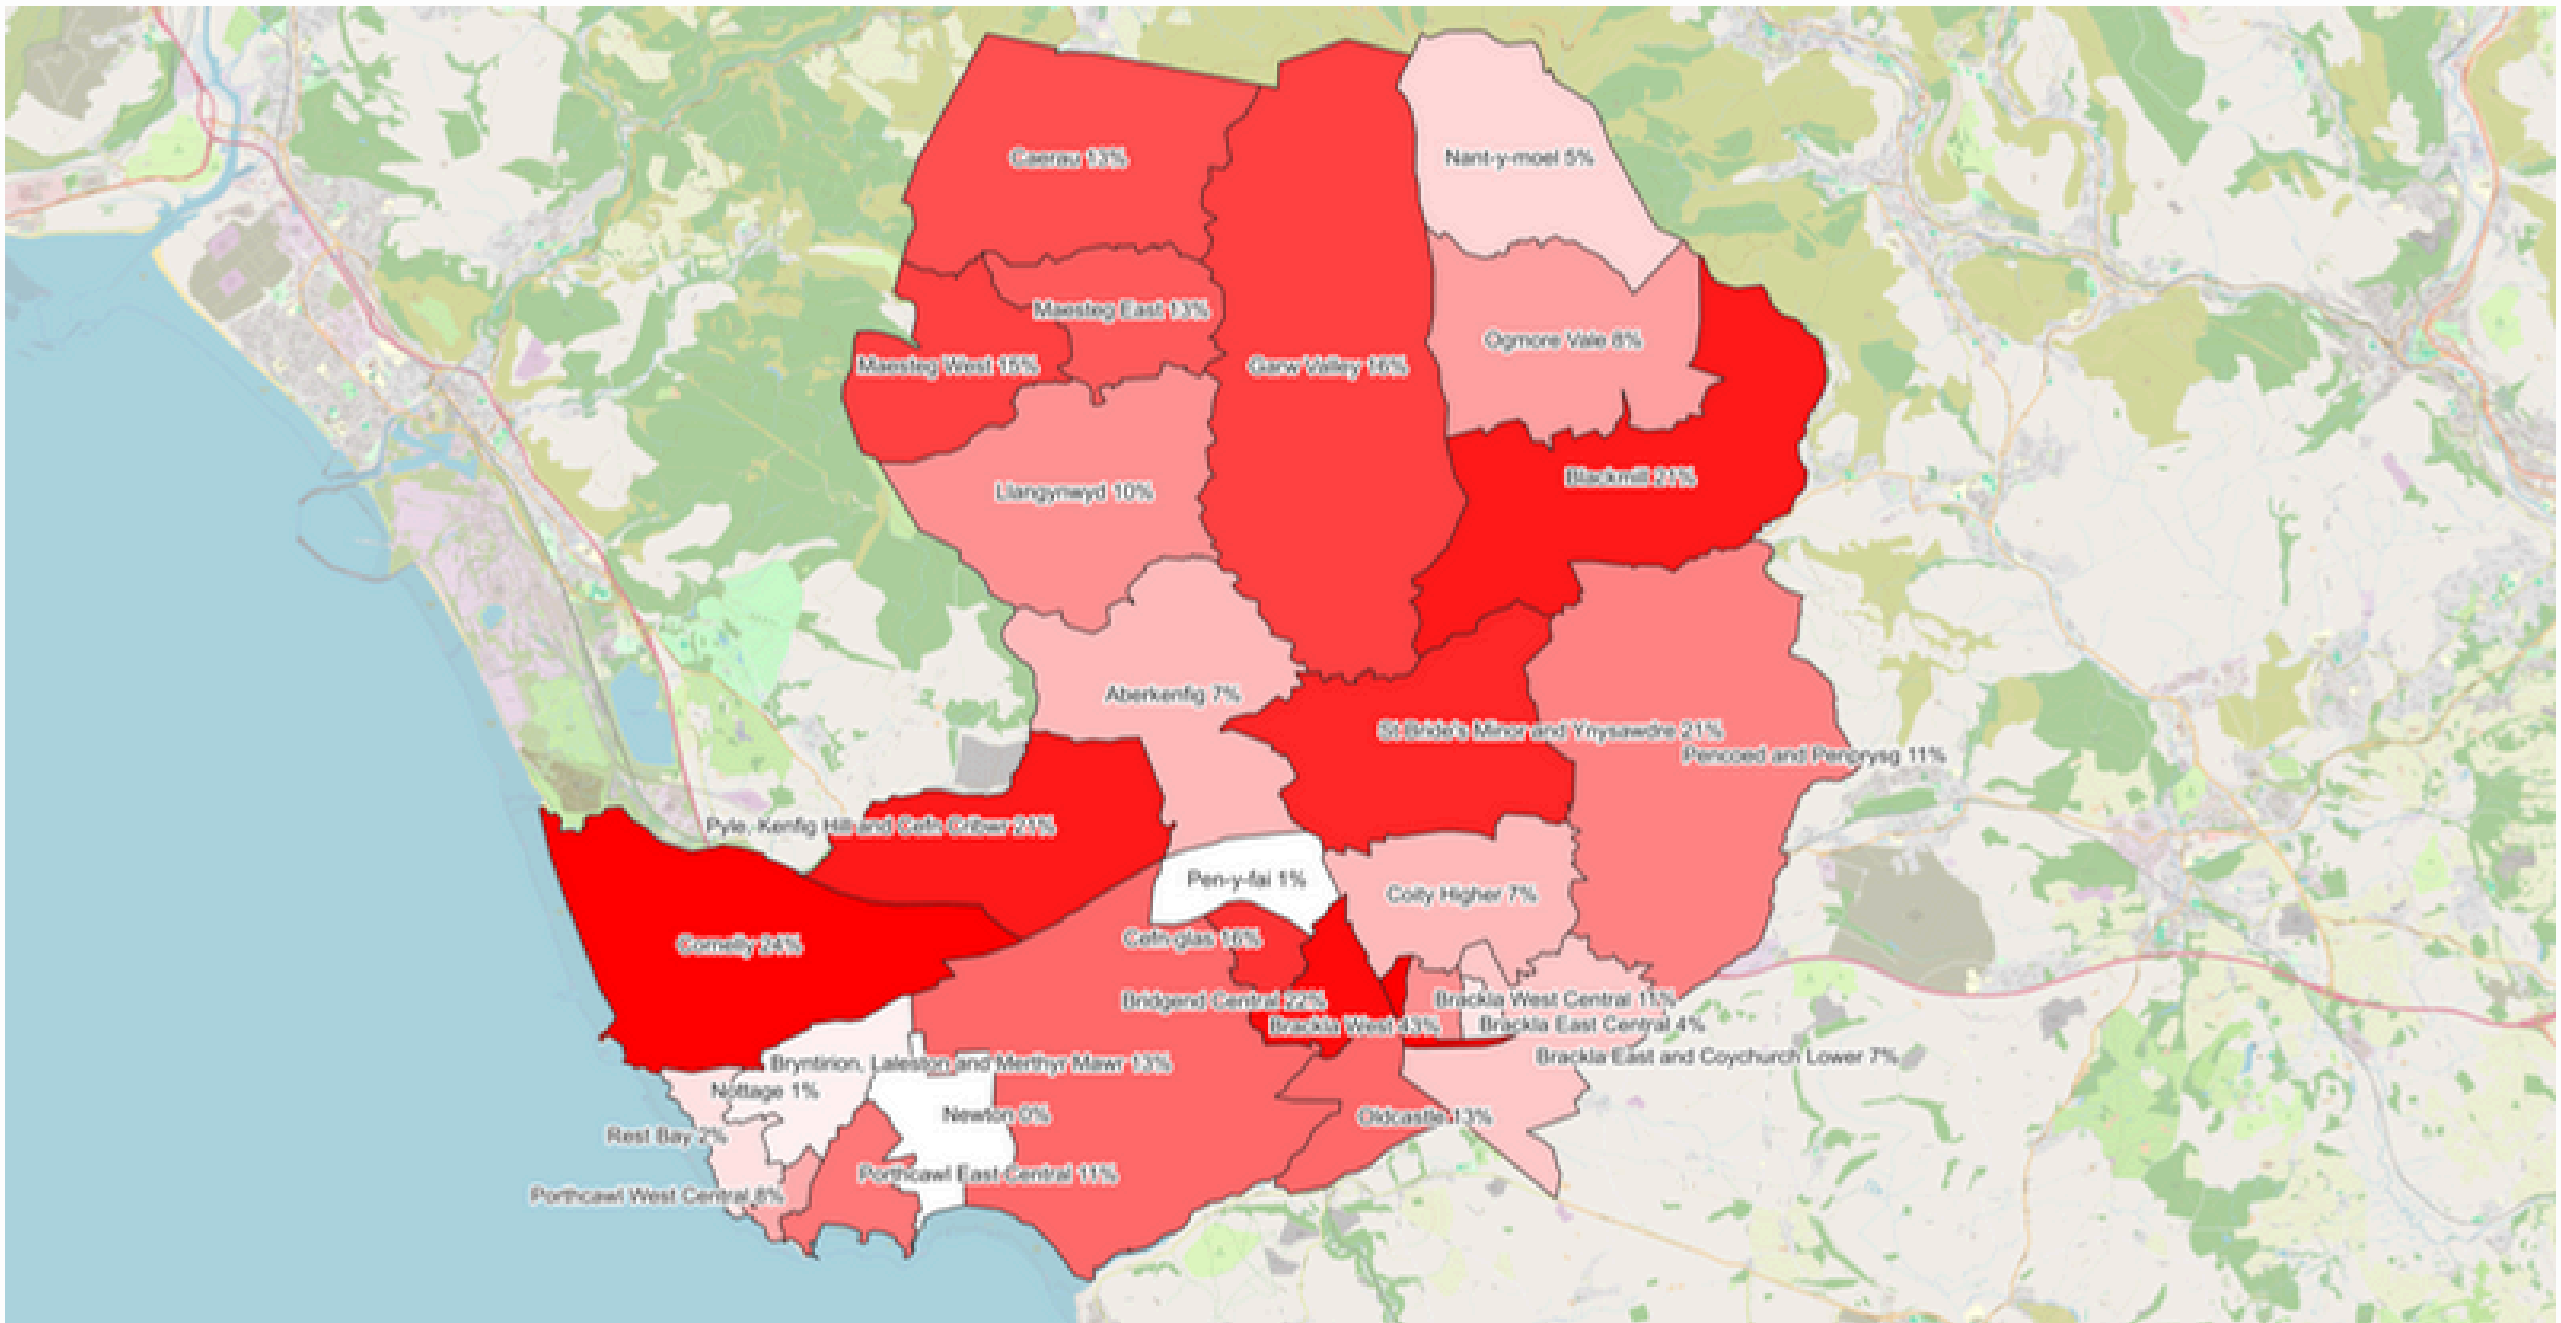 Caerau 13%
Nant-y-moel 5%
Maesteg East 13%
Ogmore Vale 8%
Maesteg West 15%
Garw Valley 16%
Blackmill 21%
Llangynwyd 10%
Aberkenfig 7%
St Bride's Minor and Ynysawdre 21%
Pencoed and Penprysg 11%
Pyle, Kenfig Hill and Cefn Cribwr 21%
Pen-y-fai 1%
Coity Higher 7%
Cefn glas 16%
Cornelly 24%
Bridgend Central 22%
Brackla West Central 11%
Brackla West 43%
Brackla East Central 4%
Brackla East and Coychurch Lower 7%
Bryntirion, Laleston and Merthyr Mawr 13%
Nottage 1%
Newton 0%
Oldcastle 13%
Rest Bay 2%
Porthcawl East Central 11%
Porthcawl West Central 8%